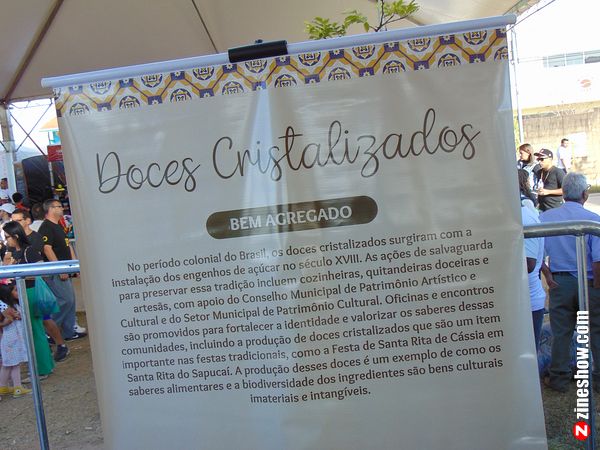 Doces Cristalizados
BEM AGREGADO
No período colonial do Brasil, os doces cristalizados surgiram com a
instalação dos engenhos de açúcar no século XVIII. As ações de salvaguarda
para preservar essa tradição incluem cozinheiras, quitandeiras doceiras e
artesãs, com apoio do Conselho Municipal de Patrimônio Artístico e
Cultural e do Setor Municipal de Patrimônio Cultural. Oficinas e encontros
são promovidos para fortalecer a identidade e valorizar os saberes dessas
comunidades, incluindo a produção de doces cristalizados que são um item
importante nas festas tradicionais, como a Festa de Santa Rita de Cássia em
Santa Rita do Sapucaí. A produção desses doces é um exemplo de como os
saberes alimentares e a biodiversidade dos ingredientes são bens culturais
imateriais e intangíveis.
zineshow.com